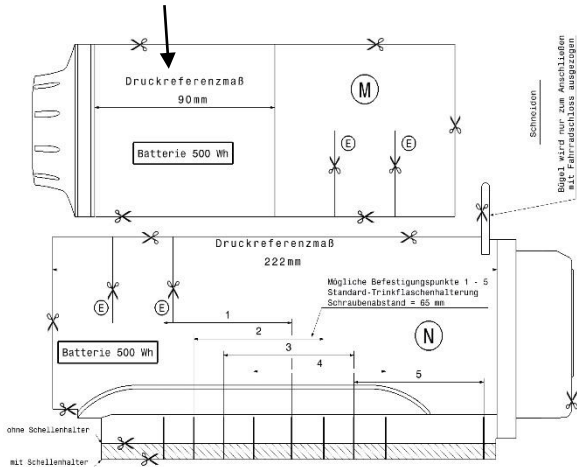 Druckreferenzmaß
90mm
M
Batterie 500 Wh
E
E
Schneiden
Bügel wird nur zum Anschließen
mit Fahrradschloss ausgezogen
Druckreferenzmaß
222mm
Mögliche Befestigungspunkte 1 - 5
Standard-Trinkflaschenhalterung
Schraubenabstand = 65 mm
E
E
1
N
2
Batterie 500 Wh
3
4
5
ohne Schellenhalter
mit Schellenhalter